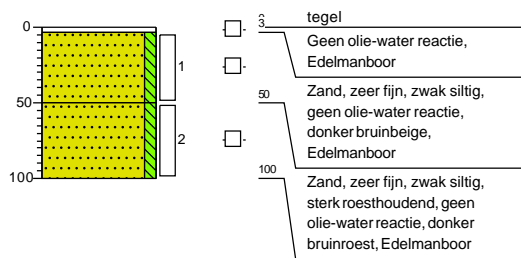 0
50
100
1
2
tegel
3
Geen olie-water reactie,
Edelmanboor
50
Zand, zeer fijn, zwak siltig,
geen olie-water reactie,
donker bruinbeige,
Edelmanboor
100
Zand, zeer fijn, zwak siltig,
sterk roesthoudend, geen
olie-water reactie, donker
bruinroest, Edelmanboor